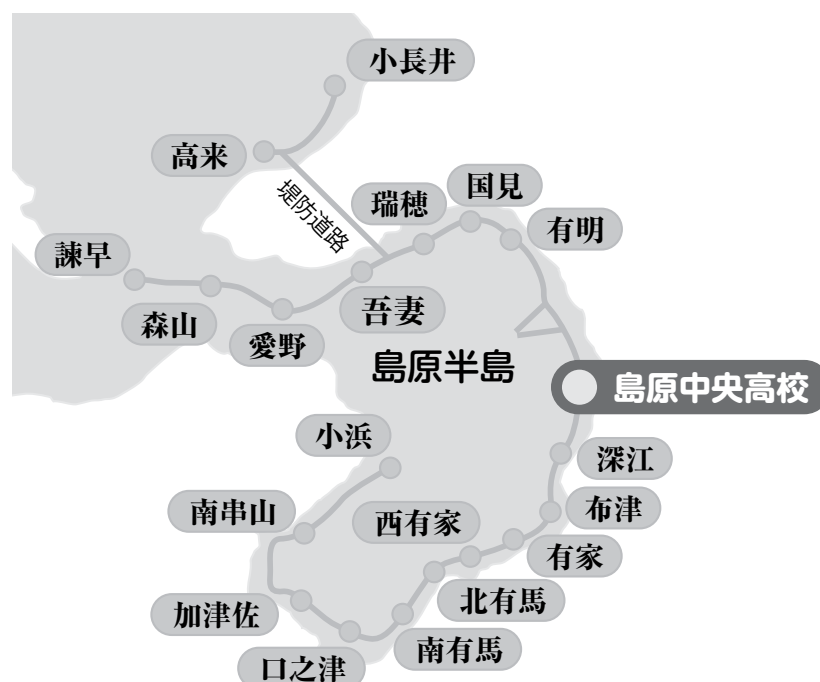 小長井
高来
堤防道路
国見
瑞穂
有明
諫早
吾妻
森山
愛野
島原半島
島原中央高校
小浜
深江
南串山
西有家
布津
有家
北有馬
加津佐
南有馬
口之津